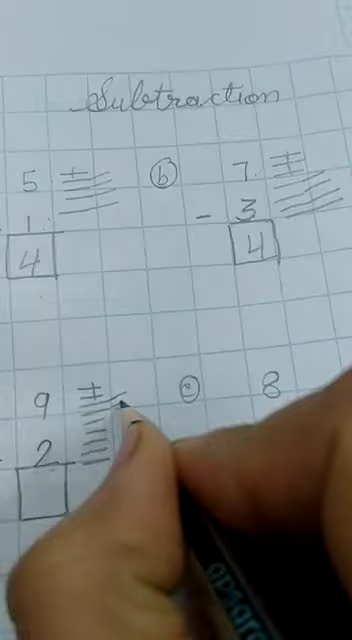 Subtraction
5 ⓑ 7
- 1 - 3
4 4
9 ⓒ 8
- 2